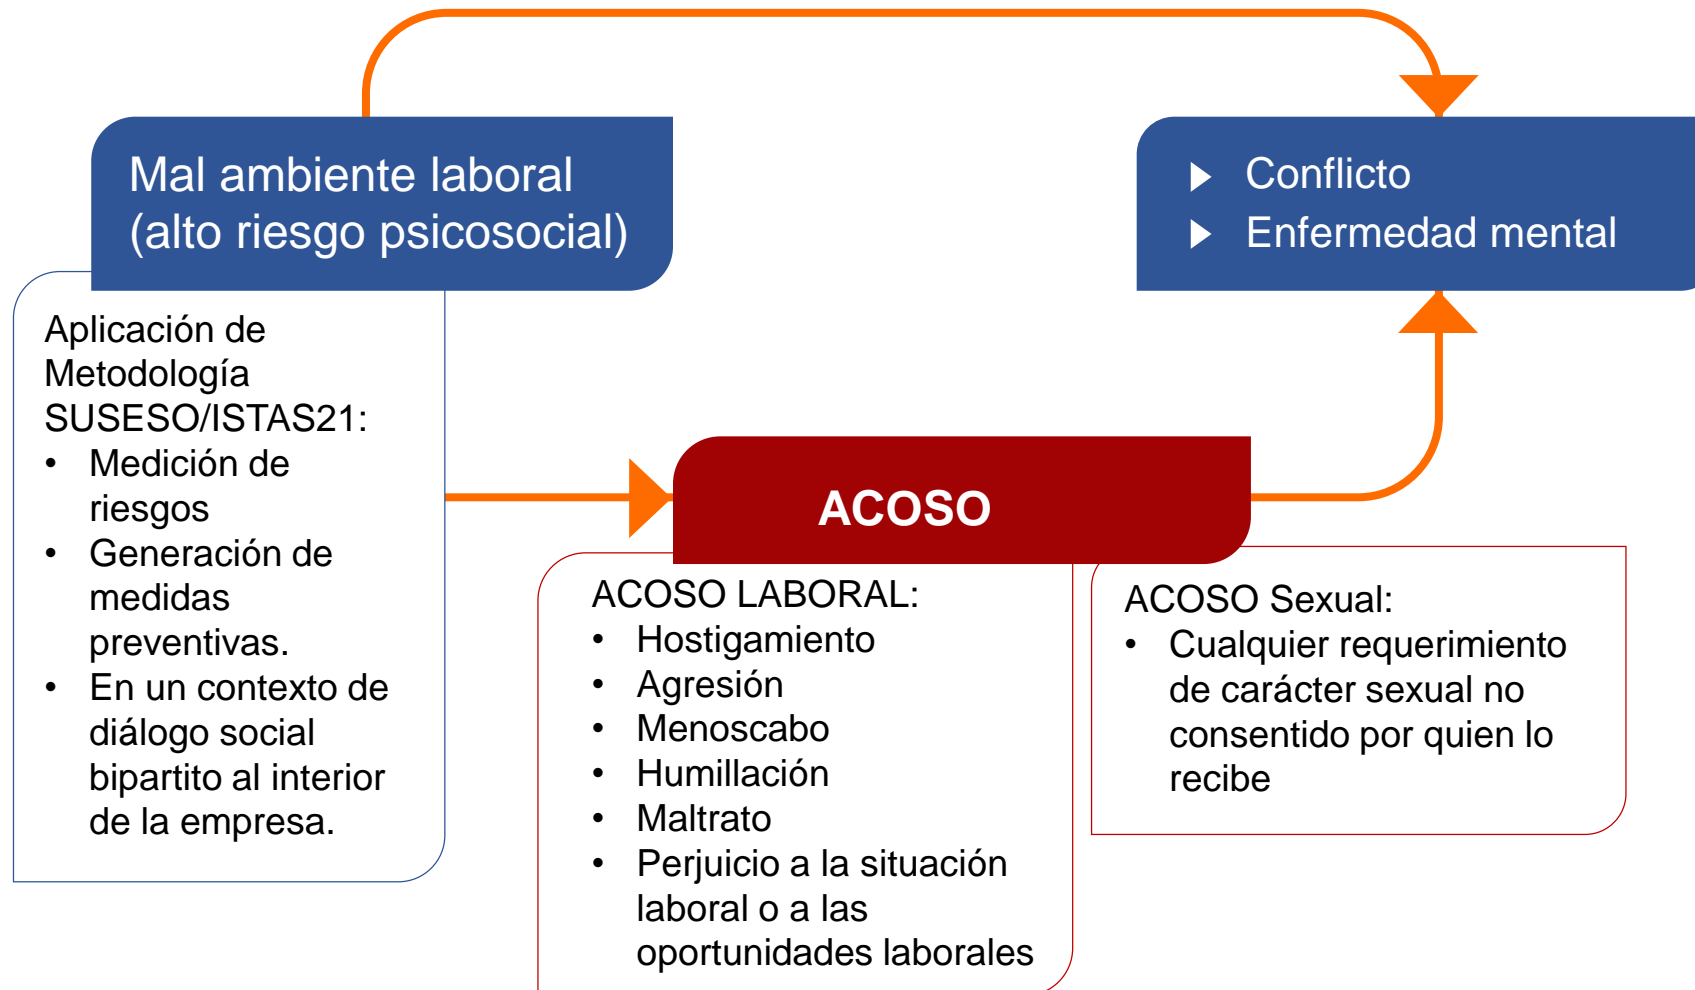 Mal ambiente laboral
(alto riesgo psicosocial)
Conflicto
Enfermedad mental
Aplicación de
Metodología
SUSESO/ISTAS21:
• Medición de
riesgos
• Generación de
medidas
preventivas.
• En un contexto de
diálogo social
bipartito al interior
de la empresa.
ACOSO
ACOSO LABORAL:
• Hostigamiento
• Agresión
• Menoscabo
• Humillación
• Maltrato
• Perjuicio a la situación
laboral o a las
oportunidades laborales
ACOSO Sexual:
• Cualquier requerimiento
de carácter sexual no
consentido por quien lo
recibe